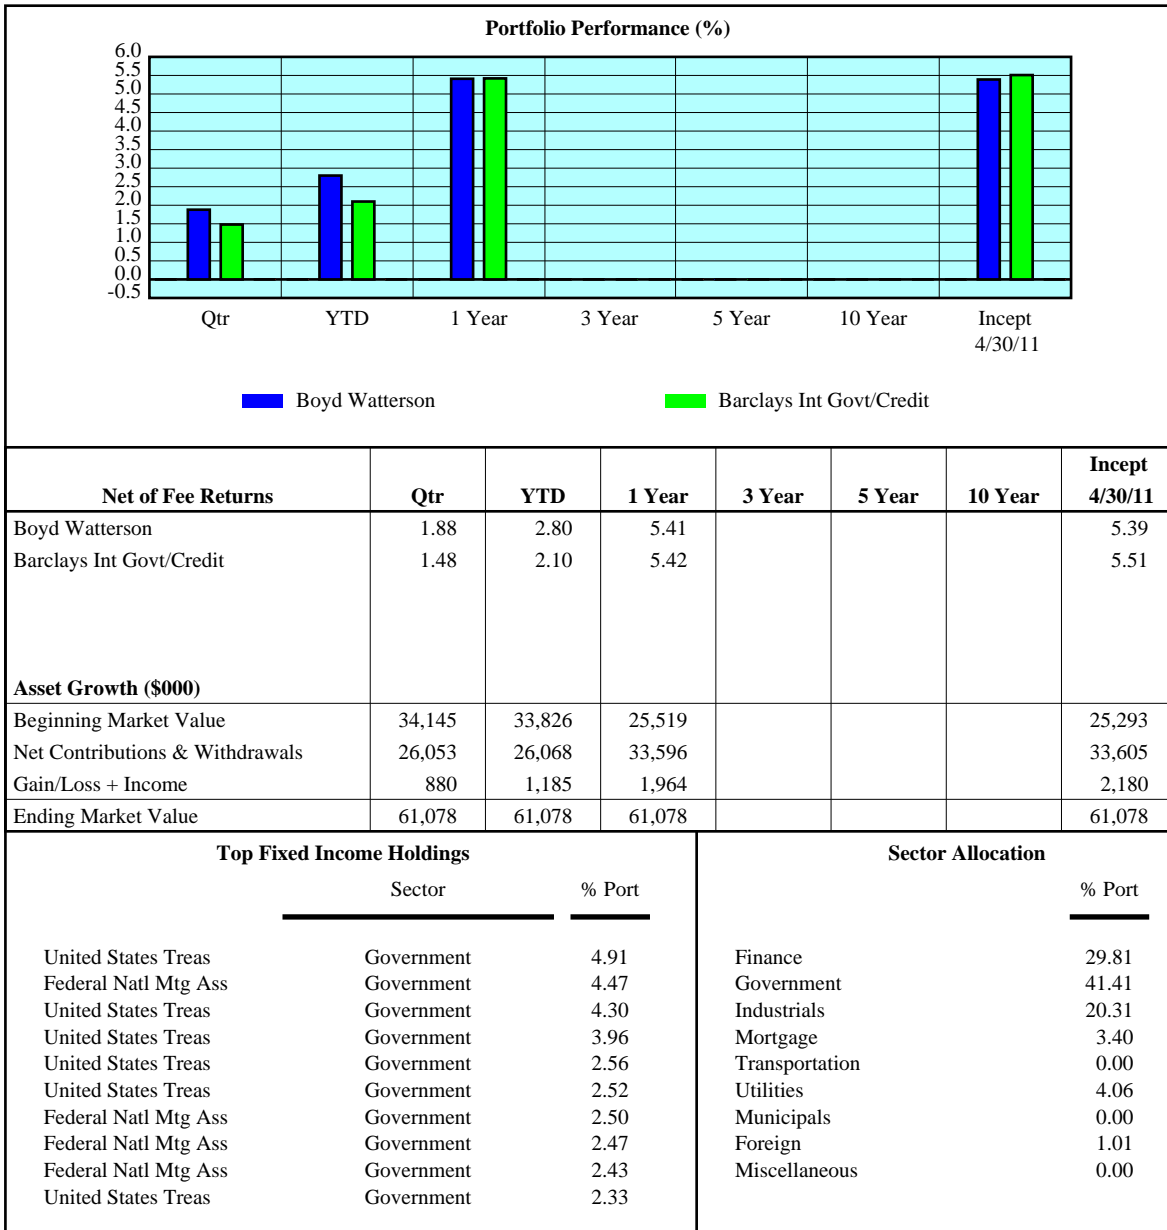 Portfolio Performance (%)
6.0
5.5
5.0
4.5
4.0
3.5
3.0
2.5
2.0
1.5
1.0
0.5
0.0
-0.5
Qtr YTD 1 Year 3 Year 5 Year 10 Year Incept
4/30/11
Boyd Watterson Barclays Int Govt/Credit
Incept
Net of Fee Returns Qtr YTD 1 Year 3 Year 5 Year 10 Year 4/30/11
Boyd Watterson 1.88 2.80 5.41 5.39
Barclays Int Govt/Credit 1.48 2.10 5.42 5.51
Asset Growth ($000)
Beginning Market Value 34,145 33,826 25,519 25,293
Net Contributions & Withdrawals 26,053 26,068 33,596 33,605
Gain/Loss + Income 880 1,185 1,964 2,180
Ending Market Value 61,078 61,078 61,078 61,078
Top Fixed Income Holdings
Sector % Port
United States Treas Government 4.91
Federal Natl Mtg Ass Government 4.47
United States Treas Government 4.30
United States Treas Government 3.96
United States Treas Government 2.56
United States Treas Government 2.52
Federal Natl Mtg Ass Government 2.50
Federal Natl Mtg Ass Government 2.47
Federal Natl Mtg Ass Government 2.43
United States Treas Government 2.33
Sector Allocation
% Port
Finance 29.81
Government 41.41
Industrials 20.31
Mortgage 3.40
Transportation 0.00
Utilities 4.06
Municipals 0.00
Foreign 1.01
Miscellaneous 0.00